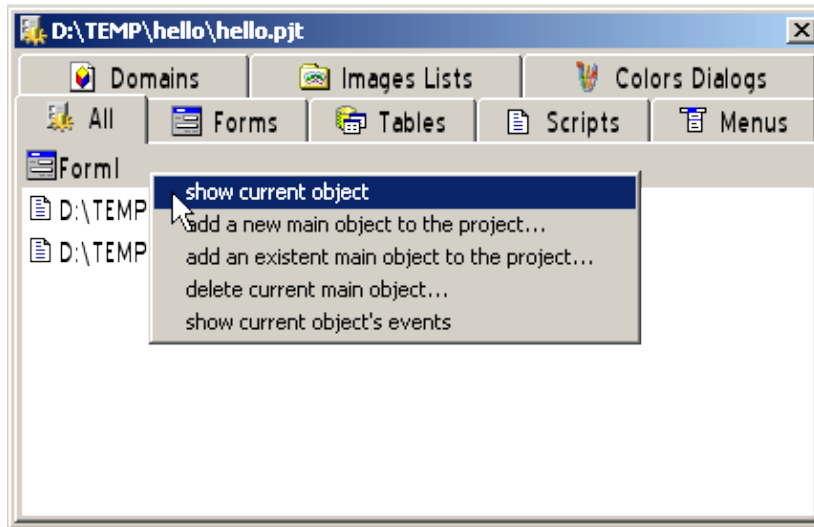 D:\TEMP\hello\hello.pjt
Domains Images Lists Colors Dialogs
All Forms Tables Scripts Menus
Form1
show current object
D:\TEMP
add a new main object to the project...
D:\TEMP
add an existent main object to the project...
delete current main object...
show current object's events